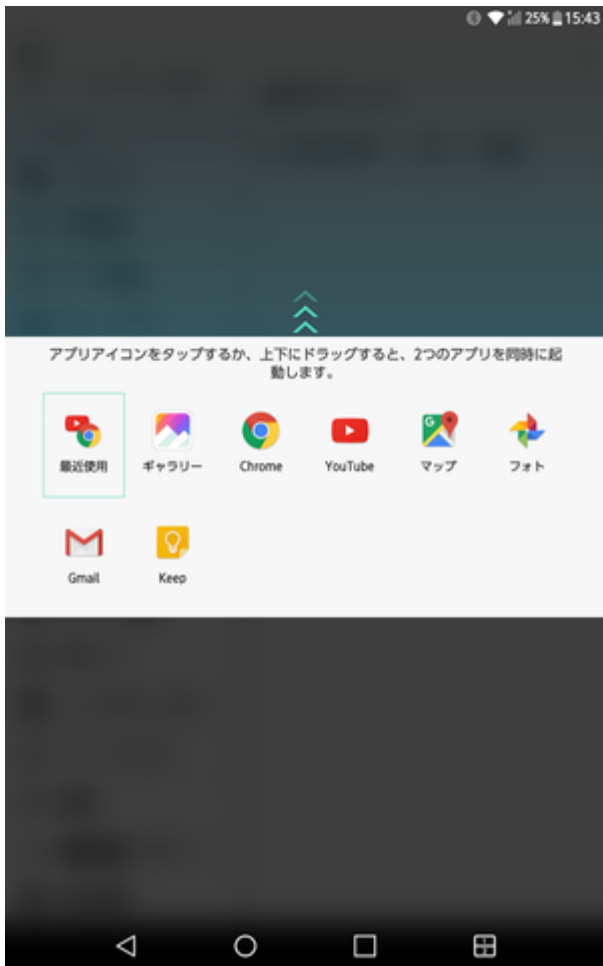 25% 15:43
アプリアイコンをタップするか、上下にドラッグすると、2つのアプリを同時に起
動します。
最近使用 ギャラリー Chrome YouTube マップ フォト
Gmail Keep